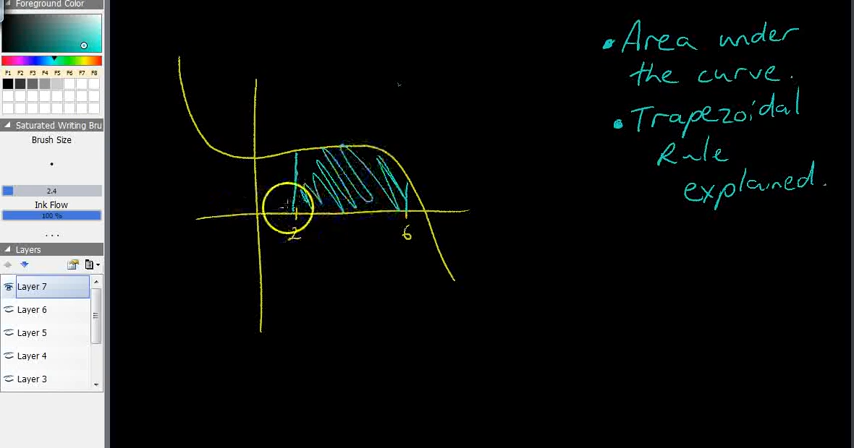 Foreground Color
P1 P2 P3 P4 P5 P6 P7 P8
Saturated Writing Bru
Brush Size
2.4
Ink Flow
100 %
...
Layers
Layer 7
Layer 6
Layer 5
Layer 4
Layer 3
2
6
• Area under
the curve.
• Trapezoidal
Rule
explained.